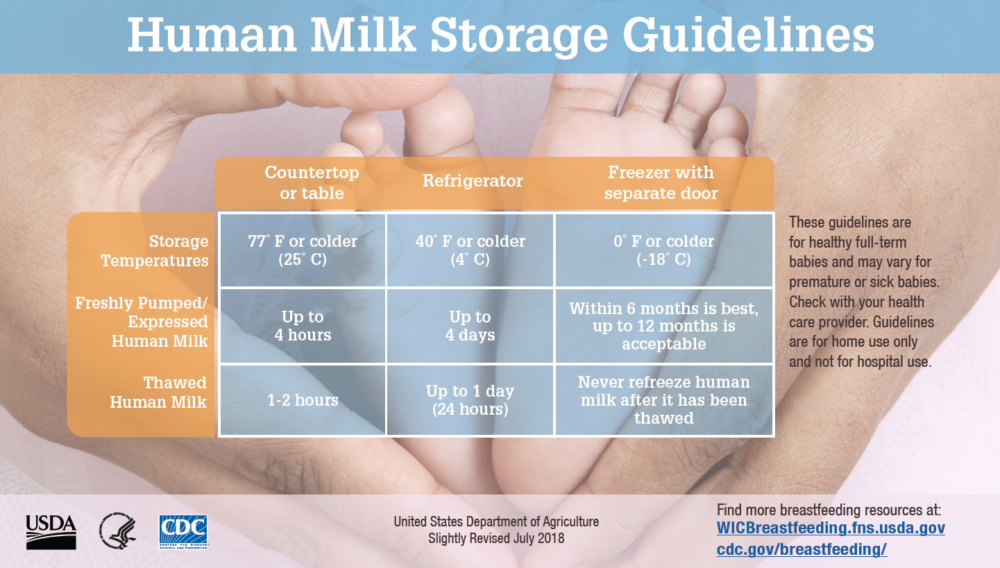 Human Milk Storage Guidelines
Countertop
or table
Refrigerator
Freezer with
separate door
Storage
Temperatures
77° F or colder
(25° C)
40° F or colder
(4° C)
0° F or colder
(-18° C)
Freshly Pumped/
Expressed
Human Milk
Up to
4 hours
Up to
4 days
Within 6 months is best,
up to 12 months is
acceptable
Thawed
Human Milk
1-2 hours
Up to 1 day
(24 hours)
Never refreeze human
milk after it has been
thawed
These guidelines are
for healthy full-term
babies and may vary for
premature or sick babies.
Check with your health
care provider. Guidelines
are for home use only
and not for hospital use.
USDA
CDC
CENTERS FOR DISEASE
CONTROL AND PREVENTION
United States Department of Agriculture
Slightly Revised July 2018
Find more breastfeeding resources at:
WICBreastfeeding.fns.usda.gov
cdc.gov/breastfeeding/